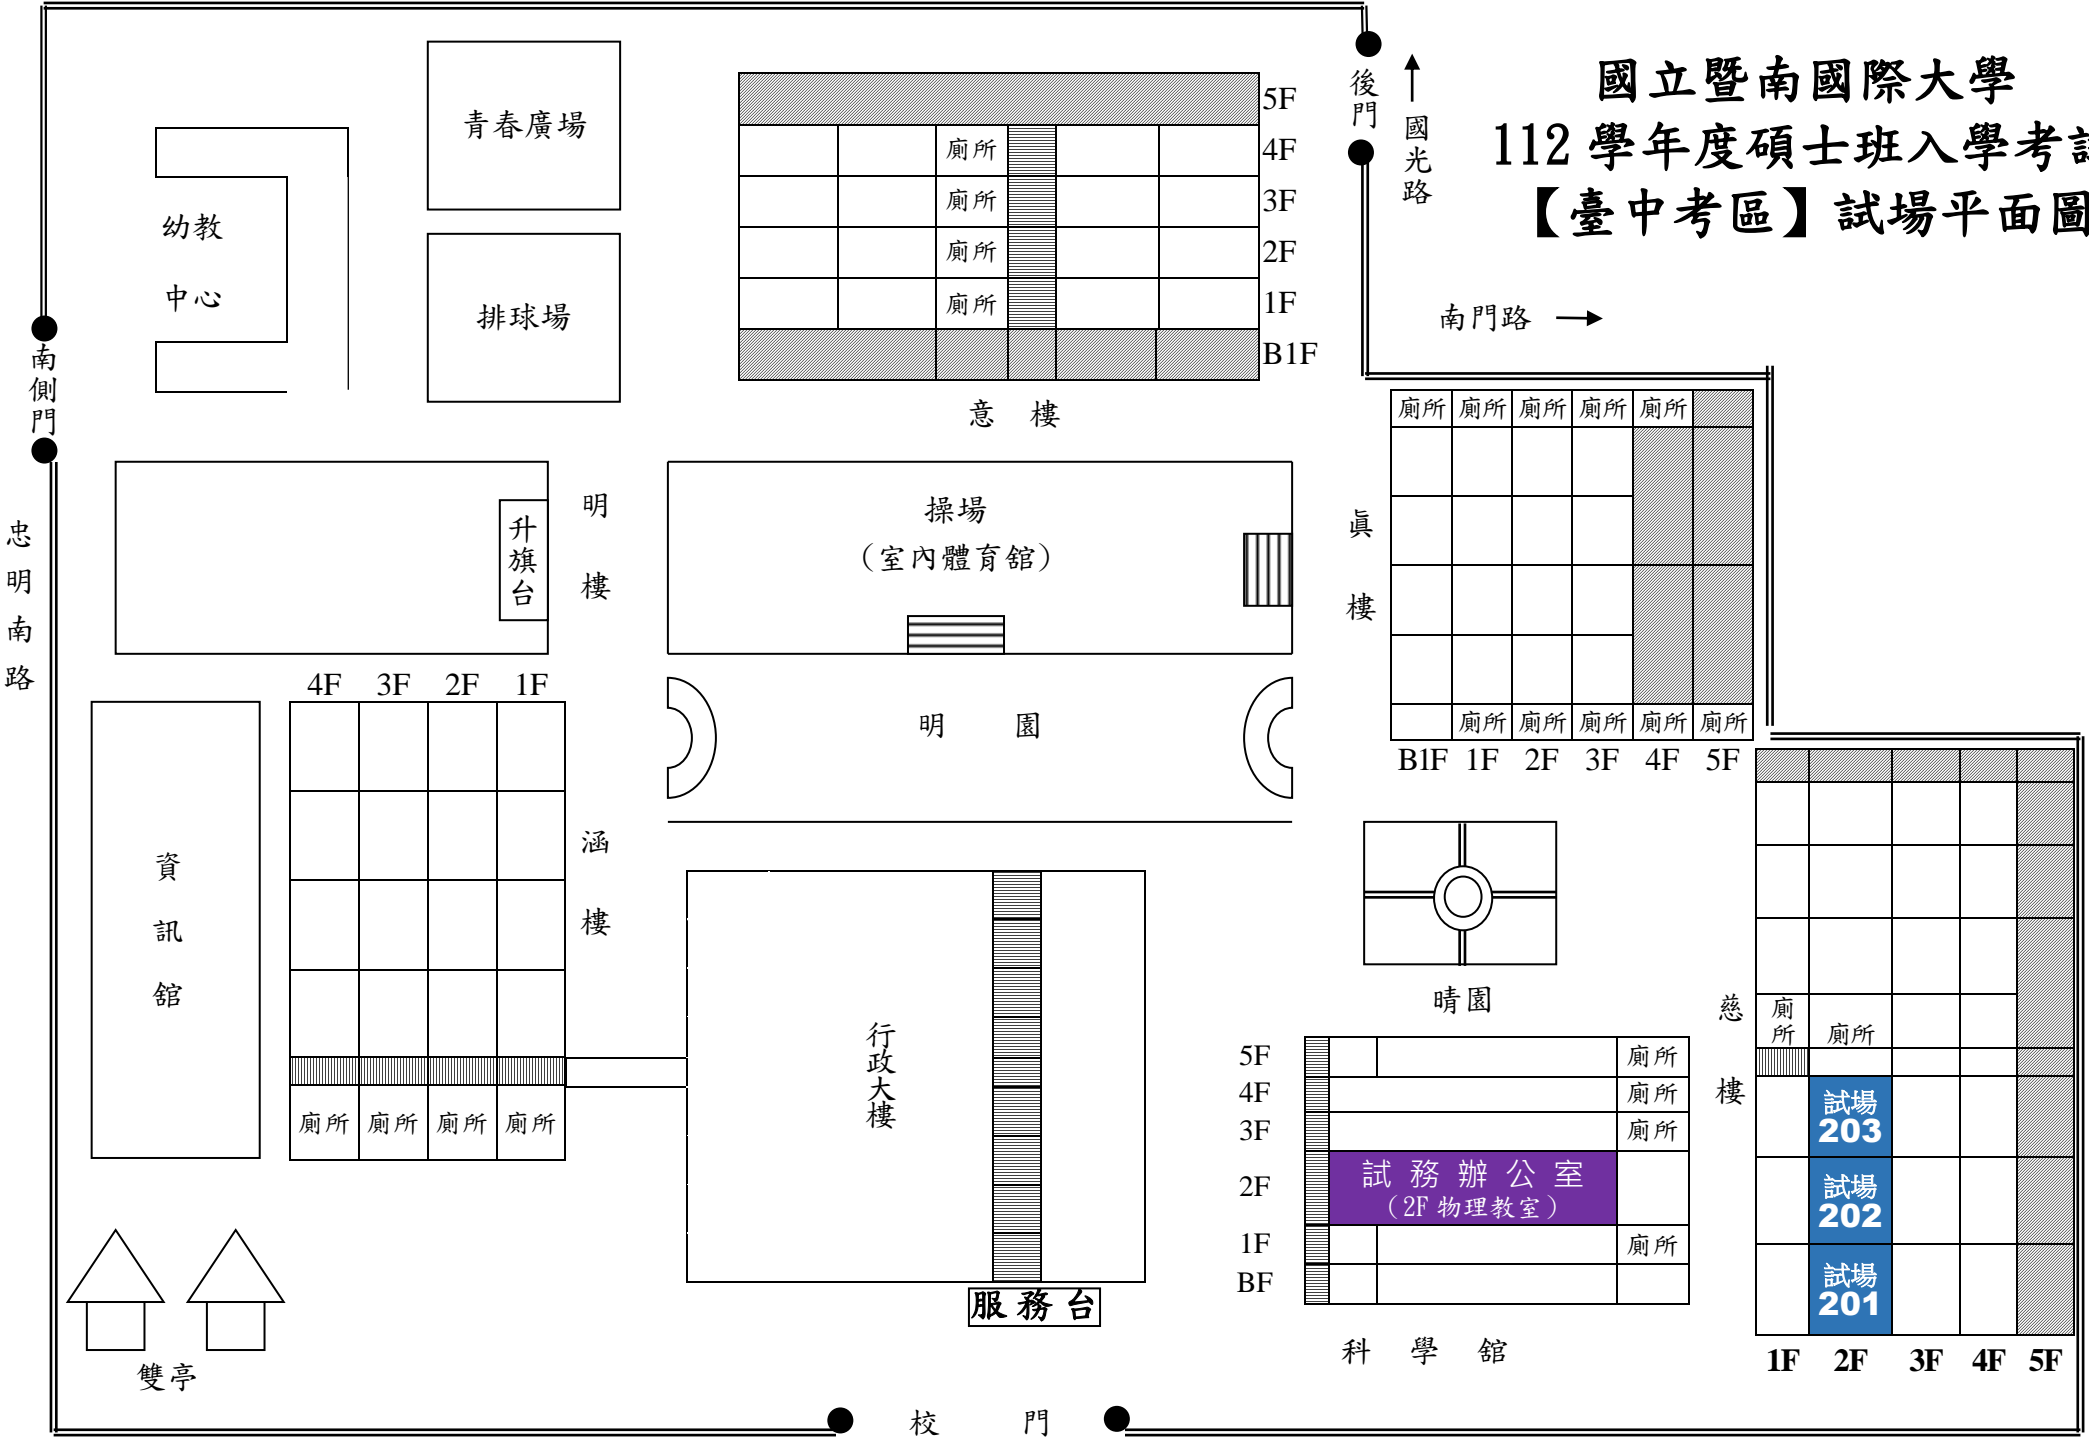 國立暨南國際大學
112 學年度碩士班入學考試
【臺中考區】試場平面圖
後門
國光路
南門路
青春廣場
排球場
幼教
中心
南側門
忠明南路
5F
廁所
4F
廁所
3F
廁所
2F
廁所
1F
B1F
意 樓
升旗台
明樓
操場
（室內體育館）
真樓
廁所 廁所 廁所 廁所 廁所
廁所 廁所 廁所 廁所 廁所
B1F 1F 2F 3F 4F 5F
明 園
4F 3F 2F 1F
資訊館
涵樓
廁所 廁所 廁所 廁所
行政大樓
服務台
晴園
5F
廁所
4F
廁所
3F
廁所
2F
試務辦公室
（2F 物理教室）
1F
廁所
BF
科學館
慈樓
廁所
廁所
試場
203
試場
202
試場
201
1F 2F 3F 4F 5F
雙亭
校 門